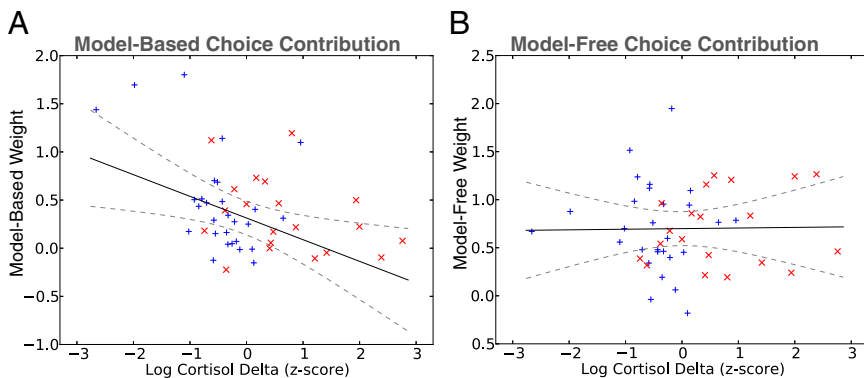 A
Model-Based Choice Contribution
Model-Based Weight
2.0
1.5
1.0
0.5
0.0
−0.5
−1.0
−3 −2 −1 0 1 2 3
Log Cortisol Delta (z-score)
B
Model-Free Choice Contribution
Model-Free Weight
2.5
2.0
1.5
1.0
0.5
0.0
0.5
−3 −2 −1 0 1 2 3
Log Cortisol Delta (z-score)